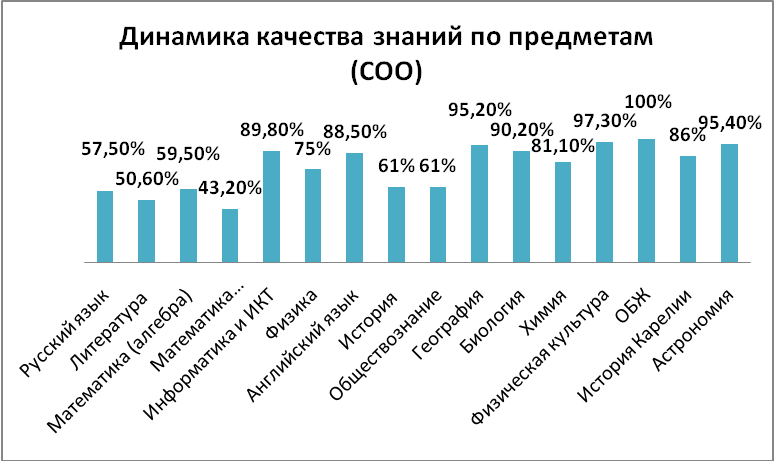 Динамика качества знаний по предметам
(СОО)
57,50%
50,60%
59,50%
43,20%
89,80%
75%
88,50%
61%
61%
95,20%
90,20%
81,10%
97,30%
100%
86%
95,40%
Русский язык
Литература
Математика (алгебра)
Математика...
Информатика и ИКТ
Физика
Английский язык
История
Обществознание
География
Биология
Химия
Физическая культура
ОБЖ
История Карелии
Астрономия